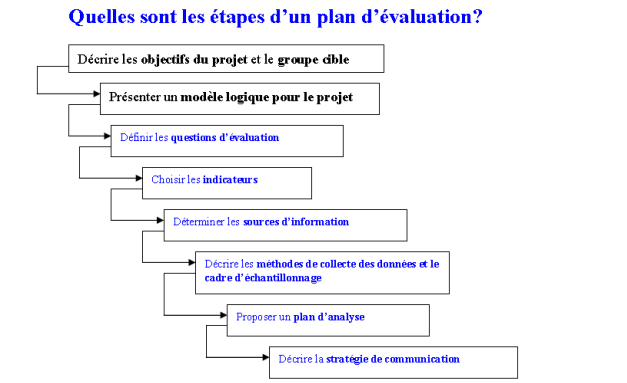 Quelles sont les étapes d'un plan d'évaluation?
Décrire les objectifs du projet et le groupe cible
Présenter un modèle logique pour le projet
Définir les questions d'évaluation
Choisir les indicateurs
Déterminer les sources d'information
Décrire les méthodes de collecte des données et le
cadre d'échantillonnage
Proposer un plan d'analyse
Décrire la stratégie de communication